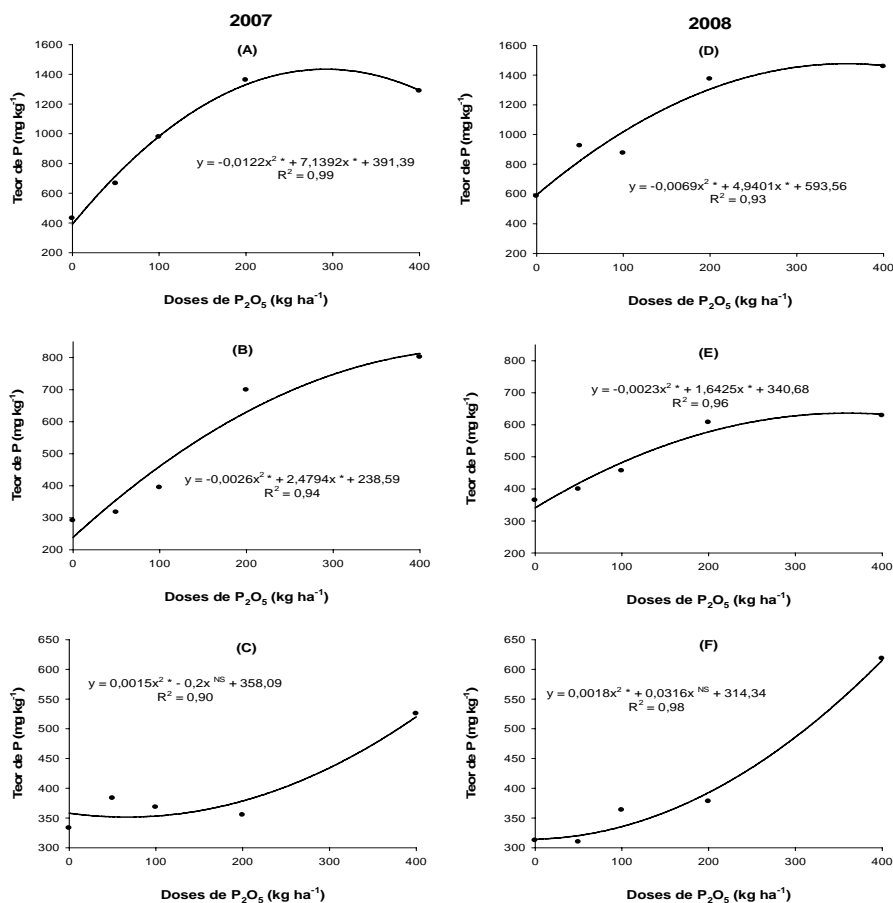 2007
(A)
Teor de P (mg kg⁻¹)
1600
1400
1200
1000
800
600
400
200
y = -0,0122x² * + 7,1392x * + 391,39
R² = 0,99
0
100
200
300
400
Doses de P₂O₅ (kg ha⁻¹)
(B)
Teor de P (mg kg⁻¹)
800
700
600
500
400
300
200
y = -0,0026x² * + 2,4794x * + 238,59
R² = 0,94
0
100
200
300
400
Doses de P₂O₅ (kg ha⁻¹)
(C)
Teor de P (mg kg⁻¹)
650
600
550
500
450
400
350
300
y = 0,0015x² * - 0,2x ᴺˢ + 358,09
R² = 0,90
0
100
200
300
400
Doses de P₂O₅ (kg ha⁻¹)
2008
(D)
Teor de P (mg kg⁻¹)
1600
1400
1200
1000
800
600
400
200
y = -0,0069x² * + 4,9401x * + 593,56
R² = 0,93
0
100
200
300
400
Doses de P₂O₅ (kg ha⁻¹)
(E)
Teor de P (mg kg⁻¹)
800
700
600
500
400
300
200
y = -0,0023x² * + 1,6425x * + 340,68
R² = 0,96
0
100
200
300
400
Doses de P₂O₅ (kg ha⁻¹)
(F)
Teor de P (mg kg⁻¹)
650
600
550
500
450
400
350
300
y = 0,0018x² * + 0,0316x ᴺˢ + 314,34
R² = 0,98
0
100
200
300
400
Doses de P₂O₅ (kg ha⁻¹)